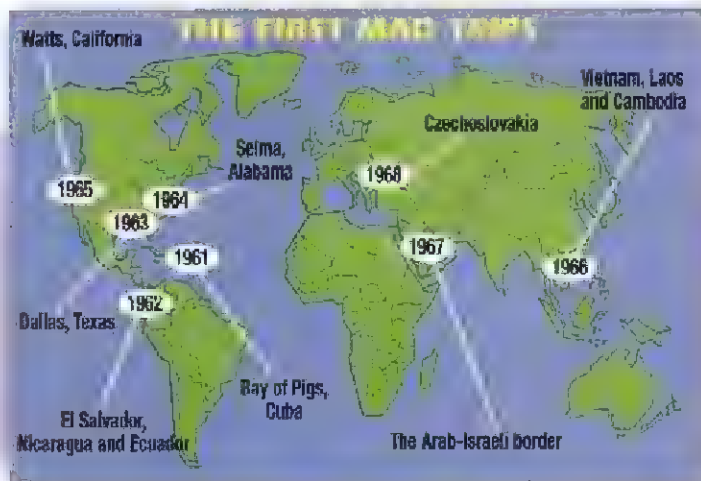 THE FIRST MAD TRIPS
Watts, California
Vietnam, Laos
and Cambodia
Czechoslovakia
Selma,
Alabama
1965
1964
1963
1968
1961
1967
1966
1962
Dallas, Texas
Bay of Pigs,
Cuba
El Salvador,
Nicaragua and Ecuador
The Arab-Israeli border